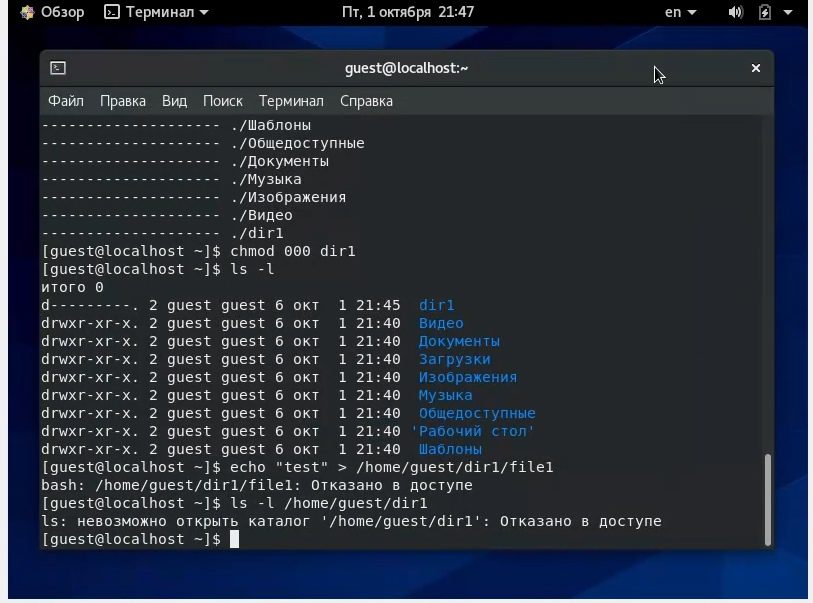 Обзор Терминал Пт, 1 октября 21:47 en
guest@localhost:~
Файл Правка Вид Поиск Терминал Справка
-------------------- ./Шаблоны
-------------------- ./Общедоступные
-------------------- ./Документы
-------------------- ./Музыка
-------------------- ./Изображения
-------------------- ./Видео
-------------------- ./dir1
[guest@localhost ~]$ chmod 000 dir1
[guest@localhost ~]$ ls -l
итого 0
d---------. 2 guest guest 6 окт  1 21:45  dir1
drwxr-xr-x. 2 guest guest 6 окт  1 21:40  Видео
drwxr-xr-x. 2 guest guest 6 окт  1 21:40  Документы
drwxr-xr-x. 2 guest guest 6 окт  1 21:40  Загрузки
drwxr-xr-x. 2 guest guest 6 окт  1 21:40  Изображения
drwxr-xr-x. 2 guest guest 6 окт  1 21:40  Музыка
drwxr-xr-x. 2 guest guest 6 окт  1 21:40  Общедоступные
drwxr-xr-x. 2 guest guest 6 окт  1 21:40 'Рабочий стол'
drwxr-xr-x. 2 guest guest 6 окт  1 21:40  Шаблоны
[guest@localhost ~]$ echo "test" > /home/guest/dir1/file1
bash: /home/guest/dir1/file1: Отказано в доступе
[guest@localhost ~]$ ls -l /home/guest/dir1
ls: невозможно открыть каталог '/home/guest/dir1': Отказано в доступе
[guest@localhost ~]$